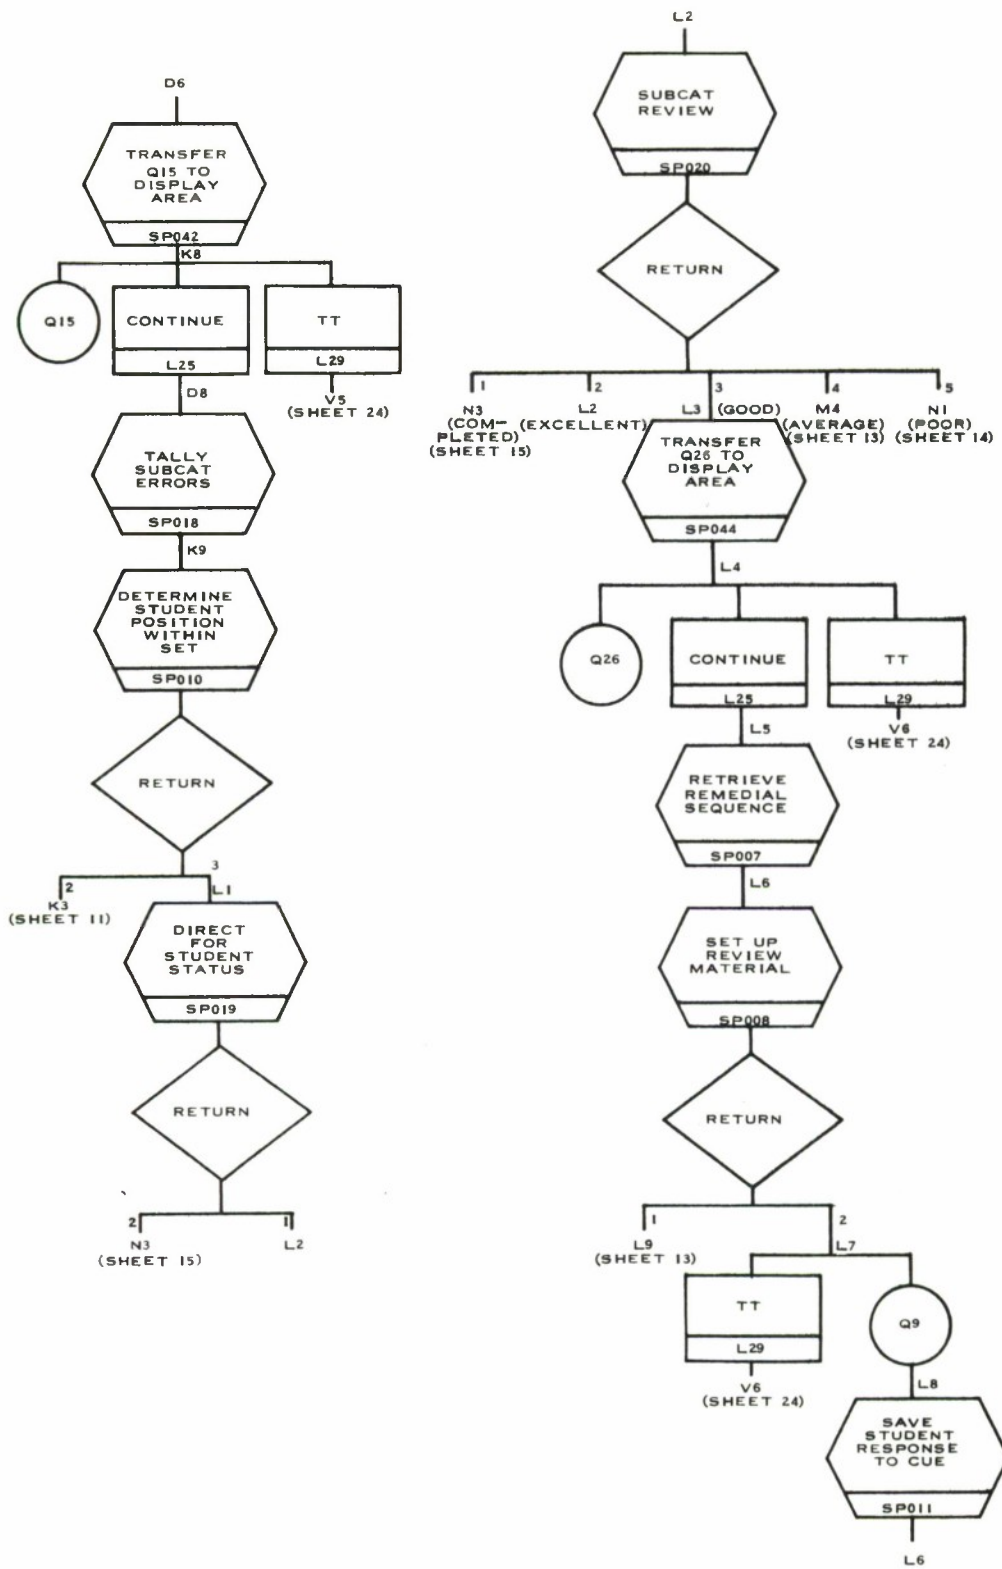 D6
TRANSFER
Q15 TO
DISPLAY
AREA
SP042
K8
Q15
CONTINUE
L25
TT
L29
V5
(SHEET 24)
D8
TALLY
SUBCAT
ERRORS
SP018
K9
DETERMINE
STUDENT
POSITION
WITHIN
SET
SP010
RETURN
2
K3
(SHEET 11)
3
L1
DIRECT
FOR
STUDENT
STATUS
SP019
RETURN
2
N3
(SHEET 15)
1
L2
L2
SUBCAT
REVIEW
SP020
RETURN
1
N3
(COM-
PLETED)
(SHEET 15)
2
L2
(EXCELLENT)
3
L3 (GOOD)
4
M4
(AVERAGE)
(SHEET 13)
5
N1
(POOR)
(SHEET 14)
TRANSFER
Q26 TO
DISPLAY
AREA
SP044
L4
Q26
CONTINUE
L25
TT
L29
V6
(SHEET 24)
L5
RETRIEVE
REMEDIAL
SEQUENCE
SP007
L6
SET UP
REVIEW
MATERIAL
SP008
RETURN
1
L9
(SHEET 13)
2
L7
TT
L29
V6
(SHEET 24)
Q9
L8
SAVE
STUDENT
RESPONSE
TO CUE
SP011
L6